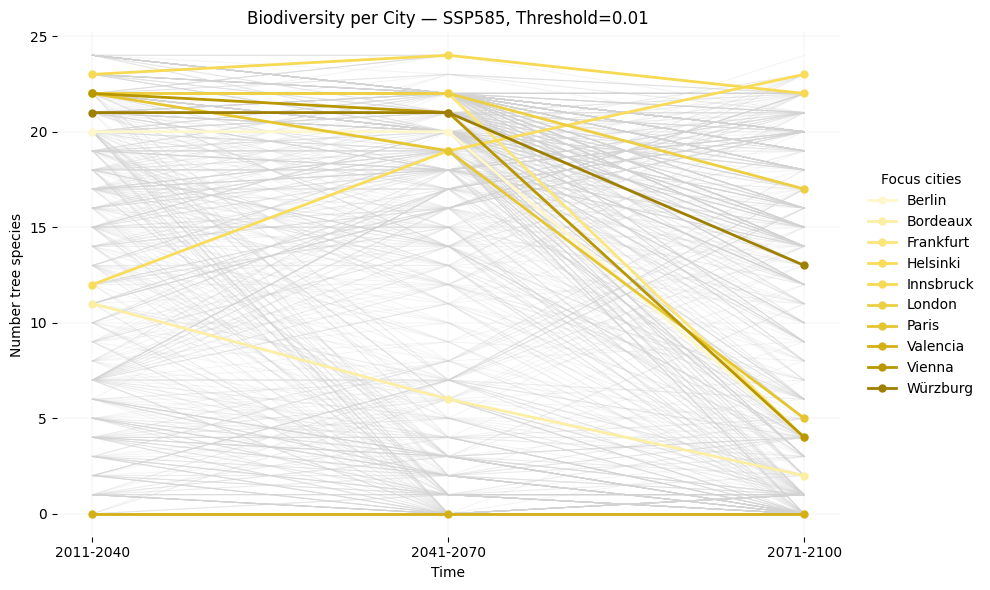 Biodiversity per City — SSP585, Threshold=0.01
Number tree species
25
20
15
10
5
0
2011-2040
2041-2070
2071-2100
Time
Focus cities
Berlin
Bordeaux
Frankfurt
Helsinki
Innsbruck
London
Paris
Valencia
Vienna
Würzburg